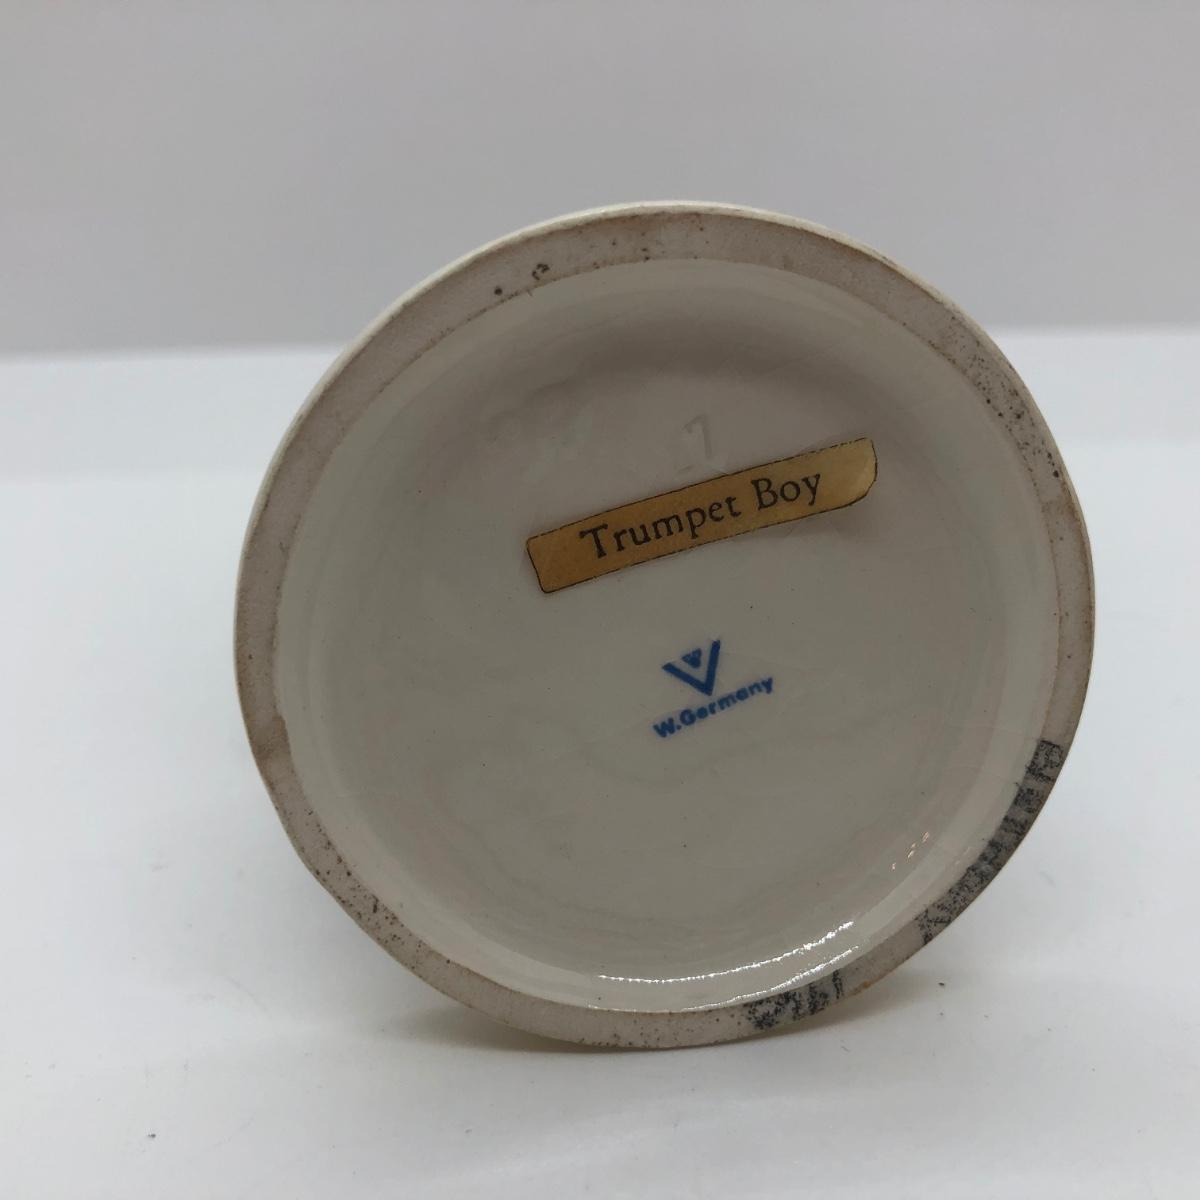 Trumpet Boy
W. Germany